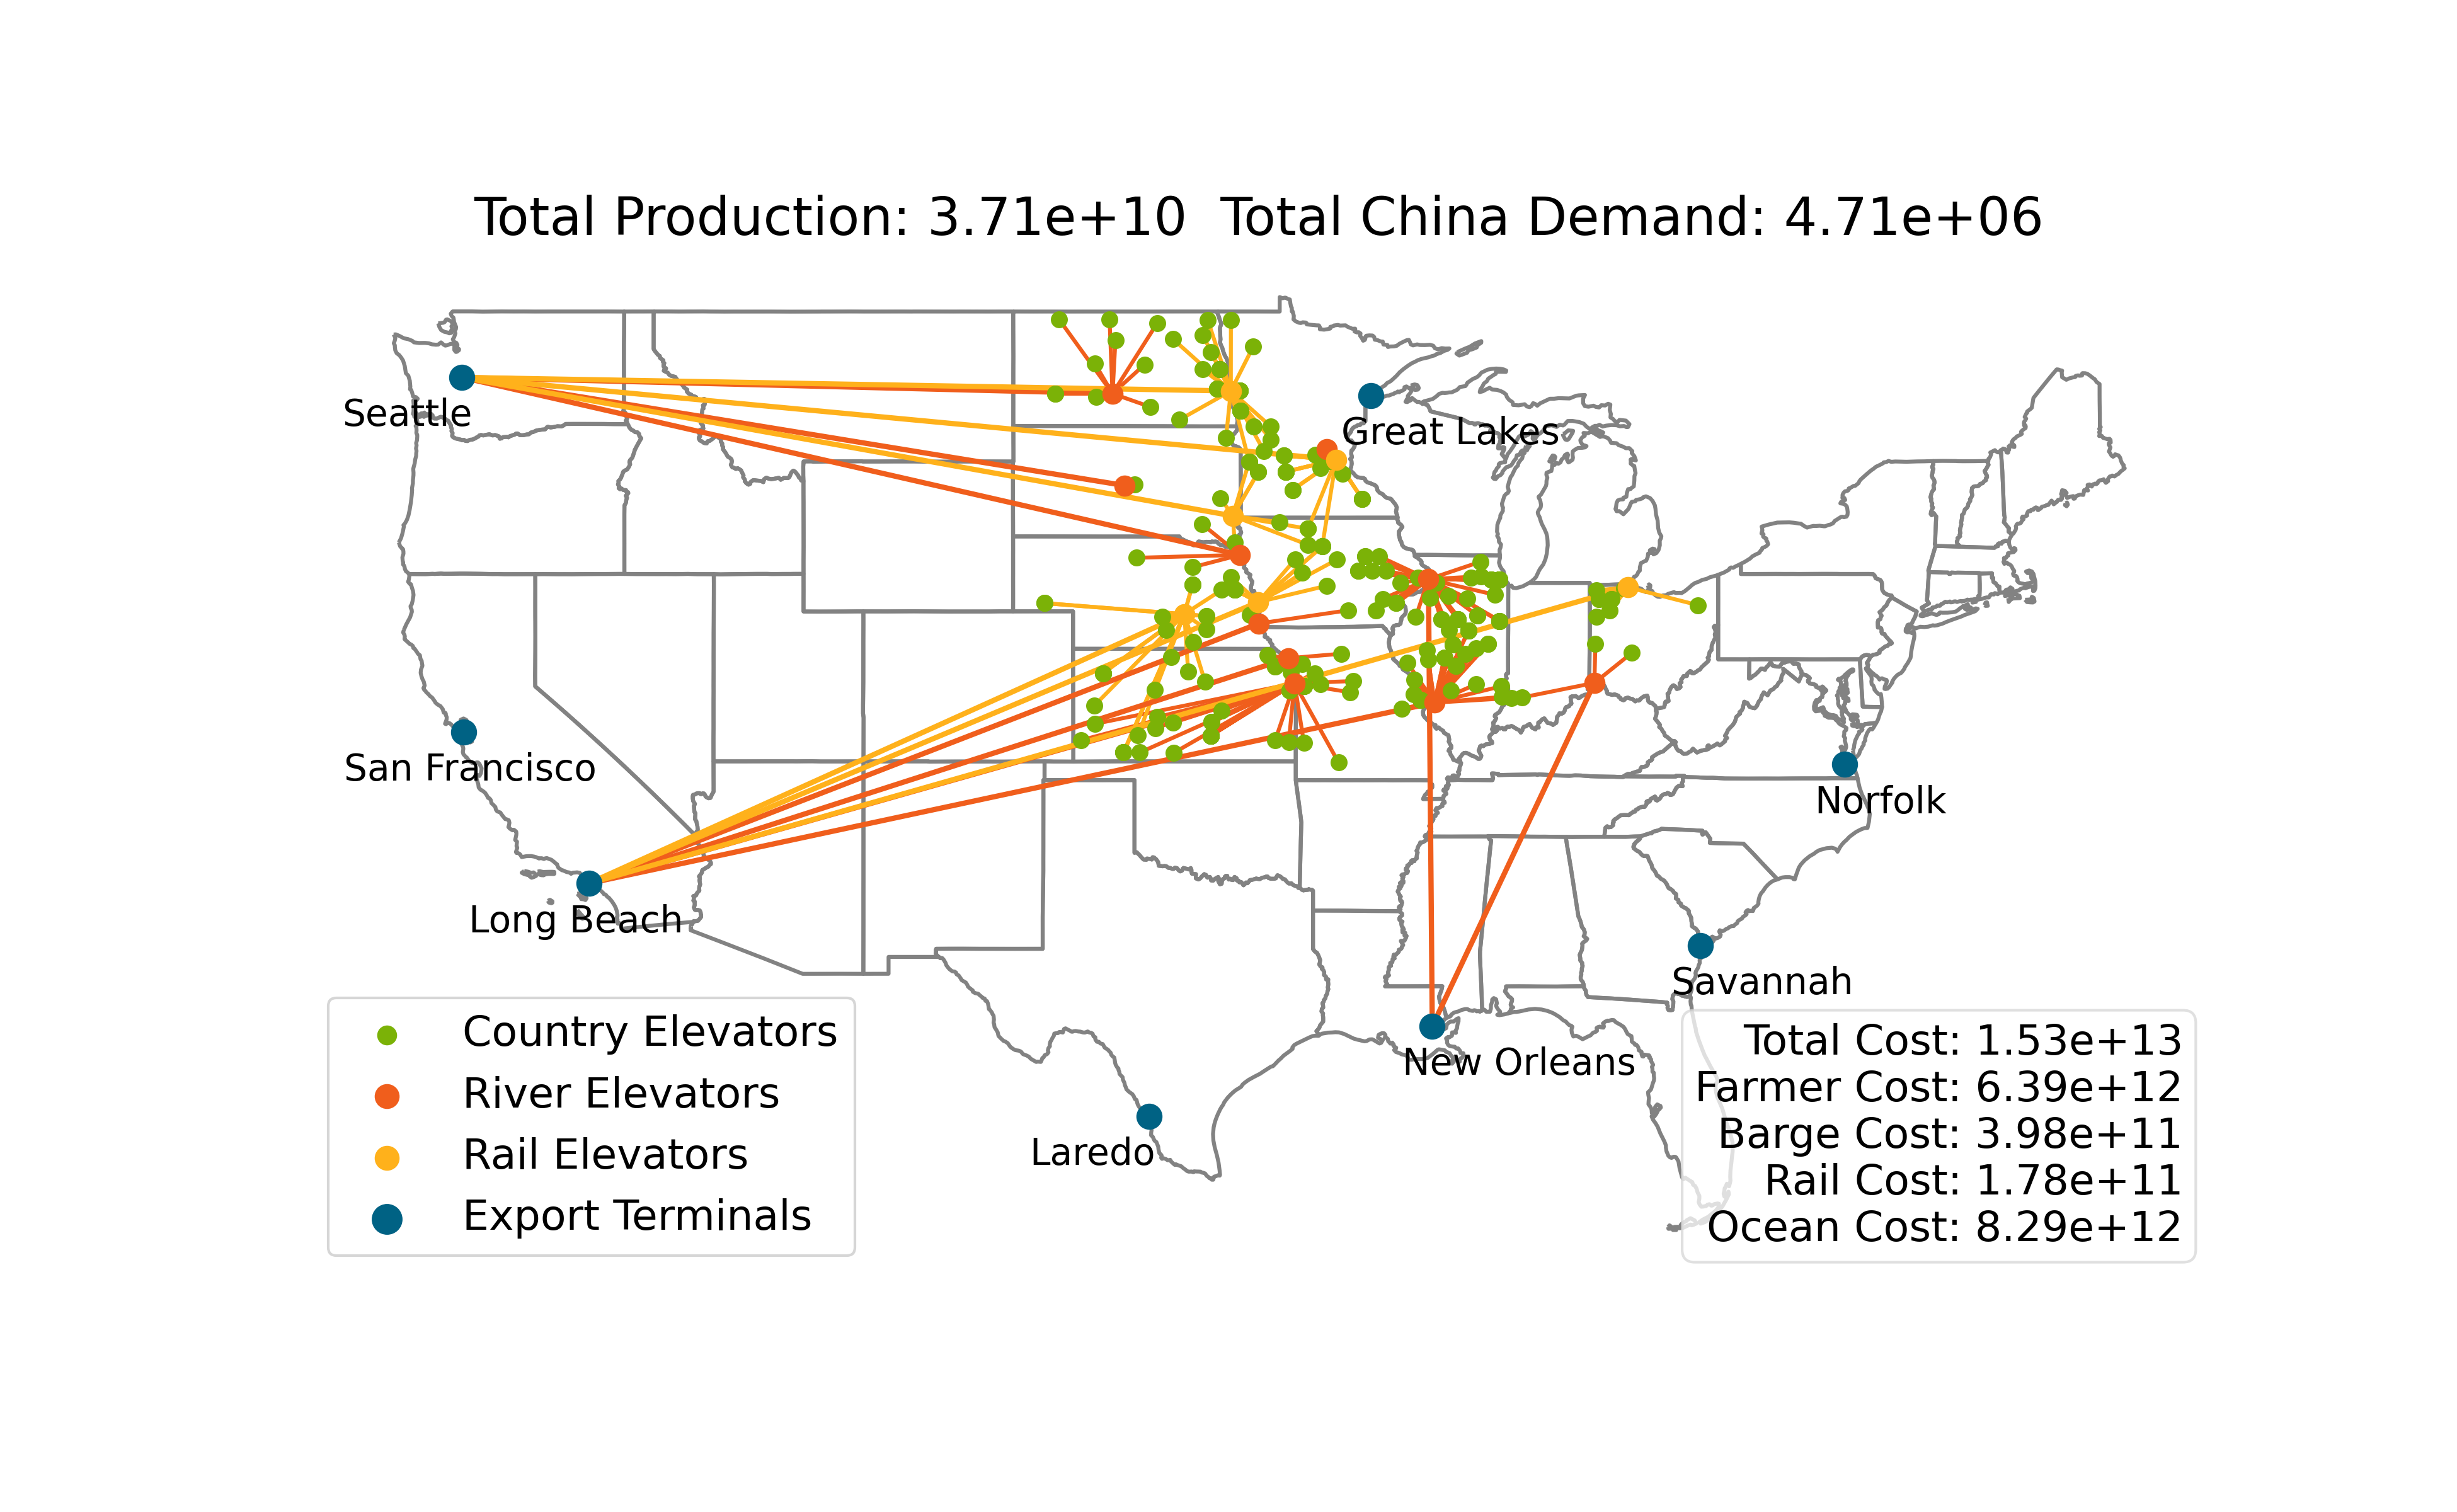 Total Production: 3.71e+10  Total China Demand: 4.71e+06
Seattle
Great Lakes
San Francisco
Norfolk
Long Beach
Savannah
New Orleans
Laredo
Country Elevators
River Elevators
Rail Elevators
Export Terminals
Total Cost: 1.53e+13
Farmer Cost: 6.39e+12
Barge Cost: 3.98e+11
Rail Cost: 1.78e+11
Ocean Cost: 8.29e+12